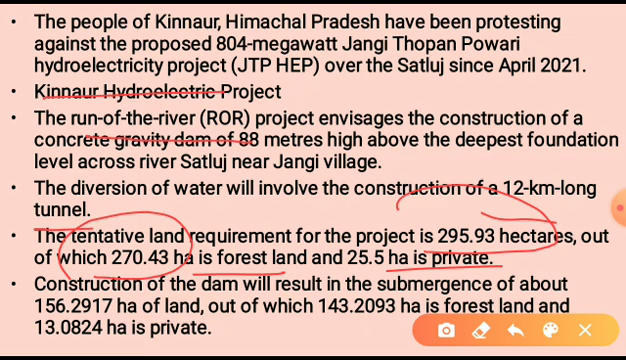 • The people of Kinnaur, Himachal Pradesh have been protesting
against the proposed 804-megawatt Jangi Thopan Powari
hydroelectricity project (JTP HEP) over the Satluj since April 2021.
• Kinnaur Hydroelectric Project
• The run-of-the-river (ROR) project envisages the construction of a
concrete gravity dam of 88 metres high above the deepest foundation
level across river Satluj near Jangi village.
• The diversion of water will involve the construction of a 12-km-long
tunnel.
• The tentative land requirement for the project is 295.93 hectares, out
of which 270.43 ha is forest land and 25.5 ha is private.
• Construction of the dam will result in the submergence of about
156.2917 ha of land, out of which 143.2093 ha is forest land and
13.0824 ha is private.